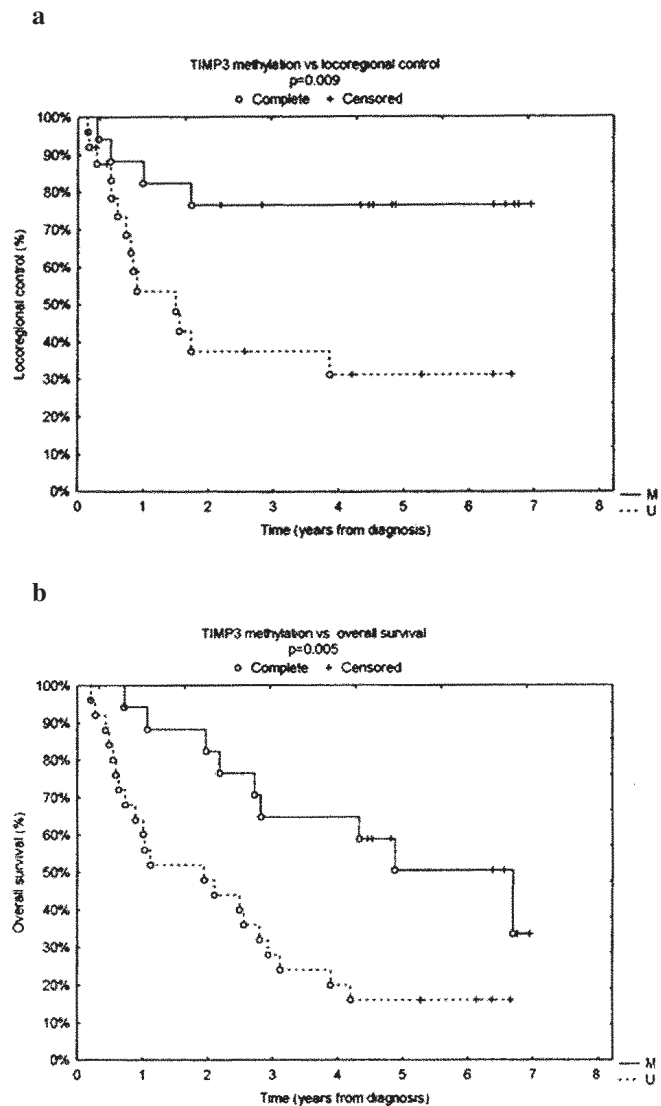 a
TIMP3 methylation vs locoregional control
p=0.009
Complete + Censored
Locoregional control (%)
100%
90%
80%
70%
60%
50%
40%
30%
20%
10%
0%
0 1 2 3 4 5 6 7 8
Time (years from diagnosis)
M
U
b
TIMP3 methylation vs overall survival
p=0.005
Complete + Censored
Overall survival (%)
100%
90%
80%
70%
60%
50%
40%
30%
20%
10%
0%
0 1 2 3 4 5 6 7 8
Time (years from diagnosis)
M
U